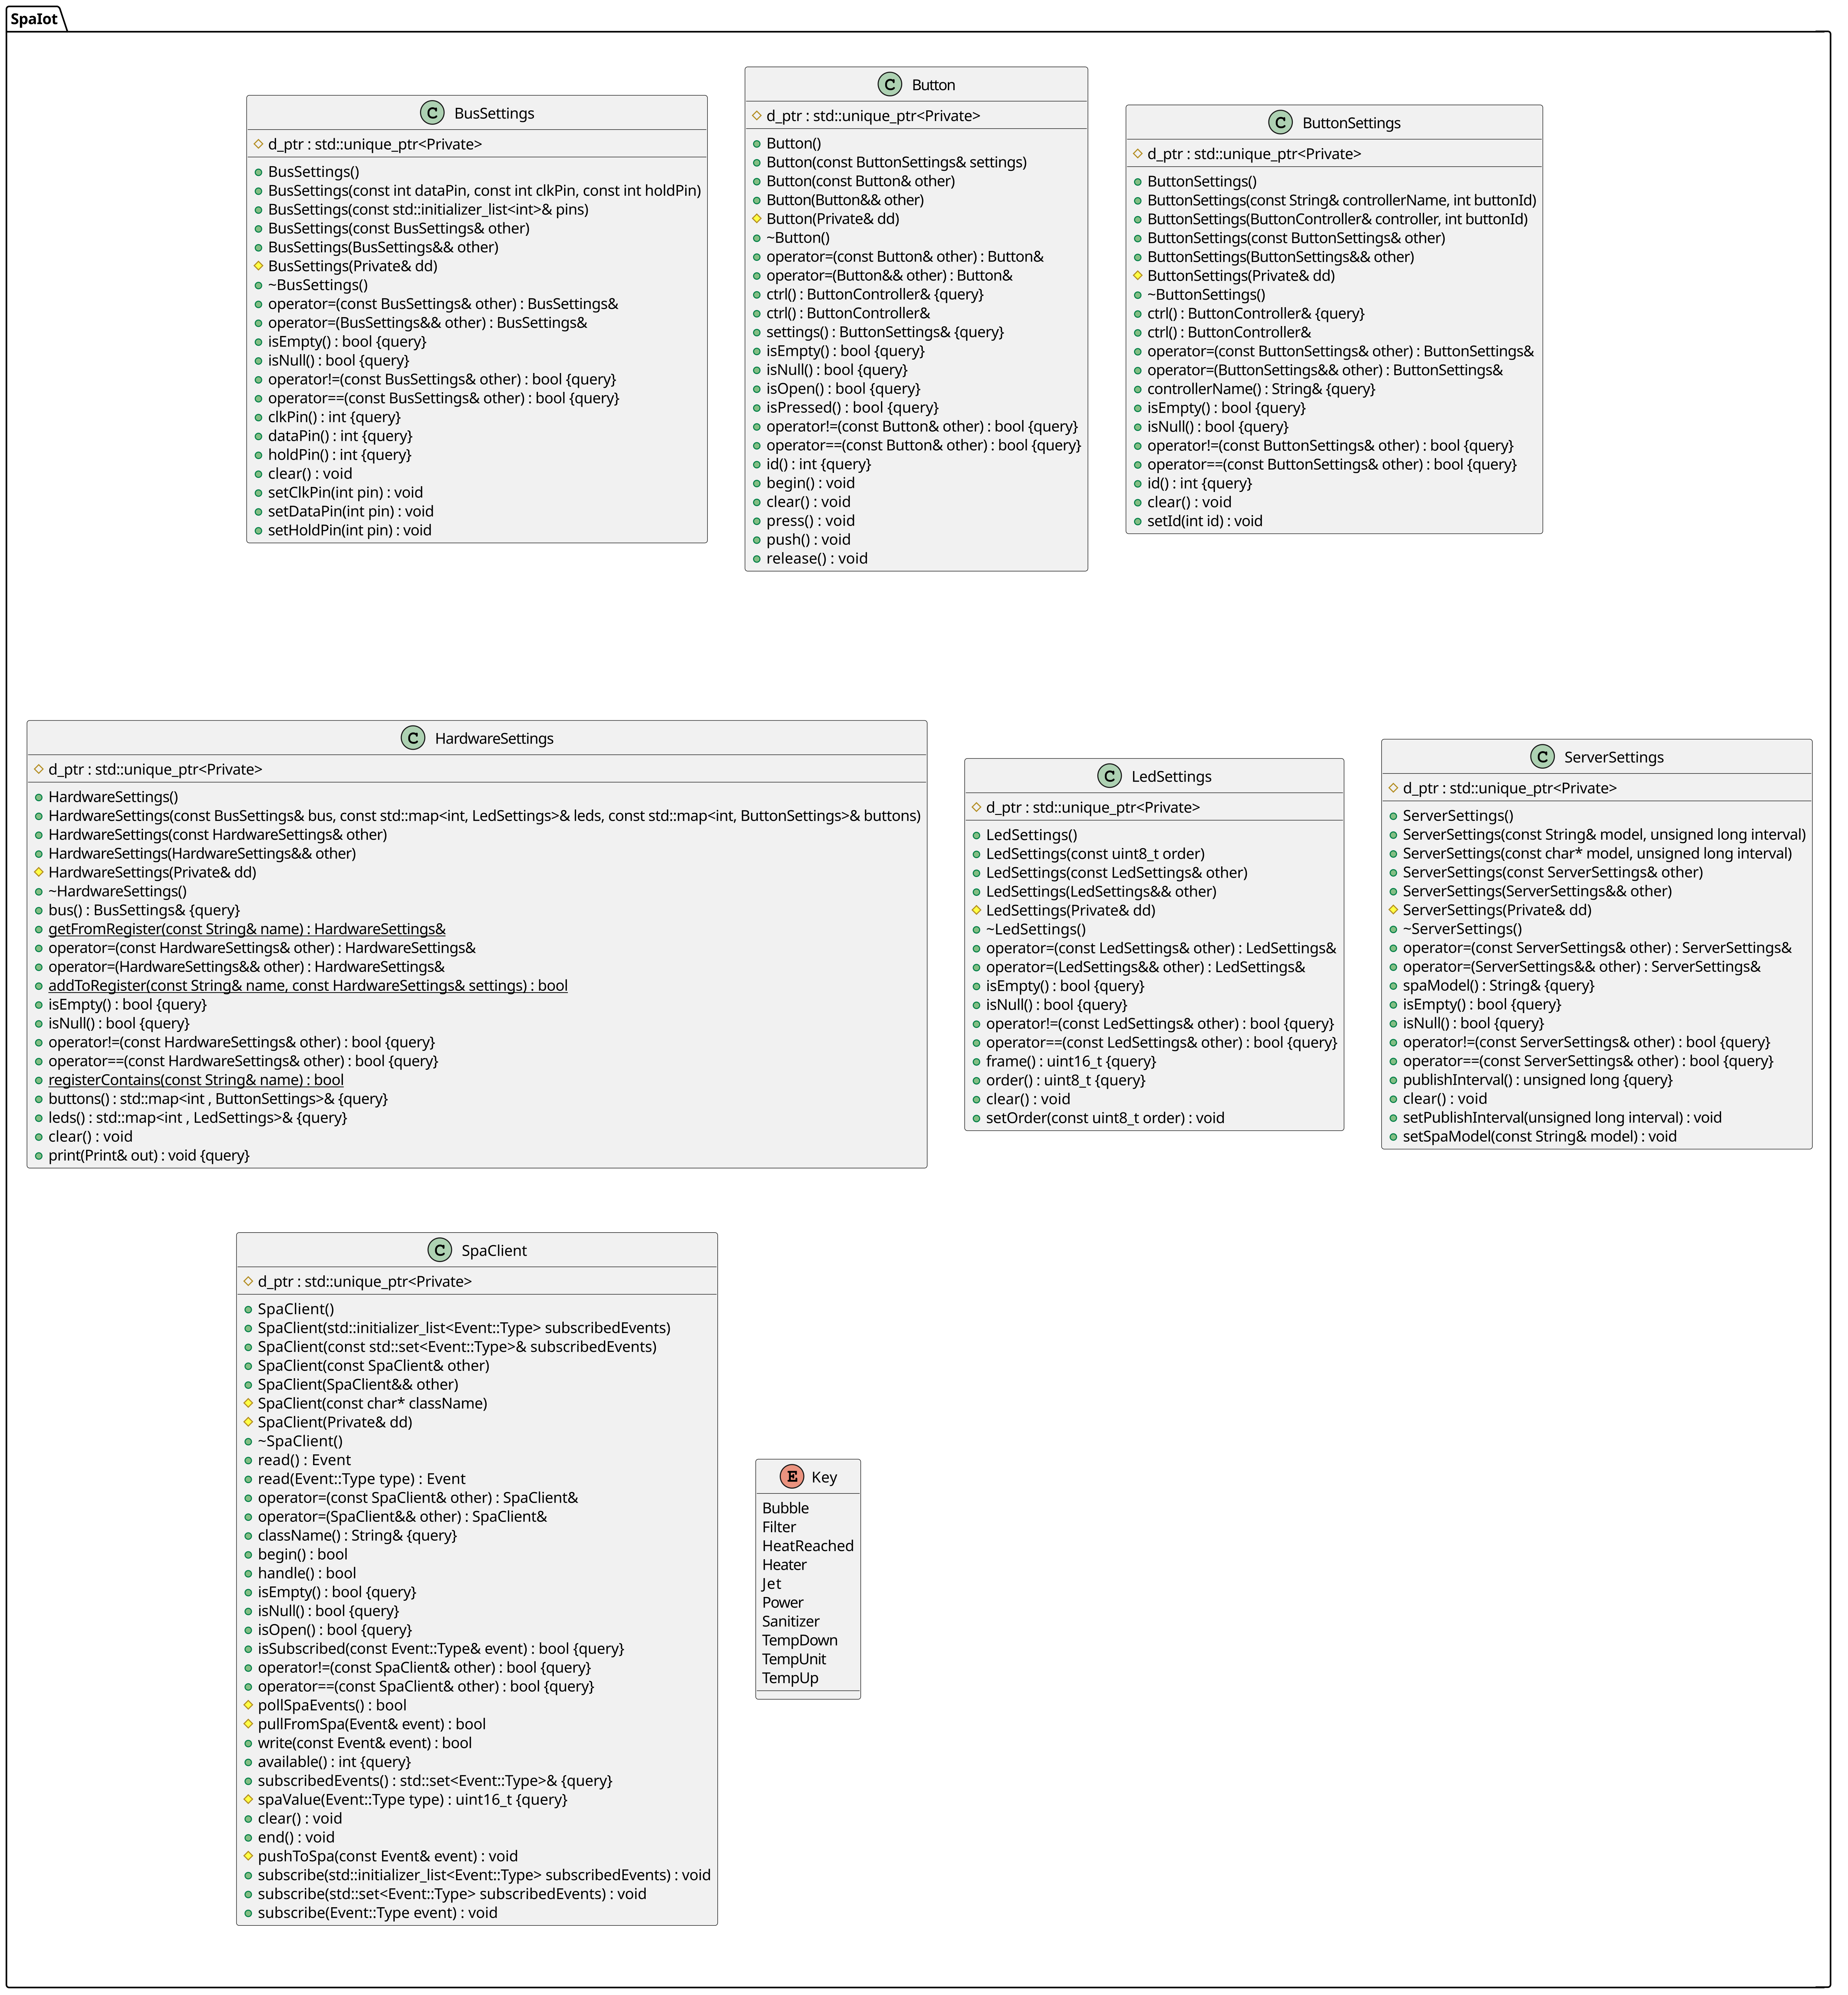 SpaIot
C BusSettings
d_ptr : std::unique_ptr<Private>
BusSettings()
BusSettings(const int dataPin, const int clkPin, const int holdPin)
BusSettings(const std::initializer_list<int>& pins)
BusSettings(const BusSettings& other)
BusSettings(BusSettings&& other)
BusSettings(Private& dd)
~BusSettings()
operator=(const BusSettings& other) : BusSettings&
operator=(BusSettings&& other) : BusSettings&
isEmpty() : bool {query}
isNull() : bool {query}
operator!=(const BusSettings& other) : bool {query}
operator==(const BusSettings& other) : bool {query}
clkPin() : int {query}
dataPin() : int {query}
holdPin() : int {query}
clear() : void
setClkPin(int pin) : void
setDataPin(int pin) : void
setHoldPin(int pin) : void
C Button
d_ptr : std::unique_ptr<Private>
Button()
Button(const ButtonSettings& settings)
Button(const Button& other)
Button(Button&& other)
Button(Private& dd)
~Button()
operator=(const Button& other) : Button&
operator=(Button&& other) : Button&
ctrl() : ButtonController& {query}
ctrl() : ButtonController&
settings() : ButtonSettings& {query}
isEmpty() : bool {query}
isNull() : bool {query}
isOpen() : bool {query}
isPressed() : bool {query}
operator!=(const Button& other) : bool {query}
operator==(const Button& other) : bool {query}
id() : int {query}
begin() : void
clear() : void
press() : void
push() : void
release() : void
C ButtonSettings
d_ptr : std::unique_ptr<Private>
ButtonSettings()
ButtonSettings(const String& controllerName, int buttonId)
ButtonSettings(ButtonController& controller, int buttonId)
ButtonSettings(const ButtonSettings& other)
ButtonSettings(ButtonSettings&& other)
ButtonSettings(Private& dd)
~ButtonSettings()
ctrl() : ButtonController& {query}
ctrl() : ButtonController&
operator=(const ButtonSettings& other) : ButtonSettings&
operator=(ButtonSettings&& other) : ButtonSettings&
controllerName() : String& {query}
isEmpty() : bool {query}
isNull() : bool {query}
operator!=(const ButtonSettings& other) : bool {query}
operator==(const ButtonSettings& other) : bool {query}
id() : int {query}
clear() : void
setId(int id) : void
C HardwareSettings
d_ptr : std::unique_ptr<Private>
HardwareSettings()
HardwareSettings(const BusSettings& bus, const std::map<int, LedSettings>& leds, const std::map<int, ButtonSettings>& buttons)
HardwareSettings(const HardwareSettings& other)
HardwareSettings(HardwareSettings&& other)
HardwareSettings(Private& dd)
~HardwareSettings()
bus() : BusSettings& {query}
getFromRegister(const String& name) : HardwareSettings&
operator=(const HardwareSettings& other) : HardwareSettings&
operator=(HardwareSettings&& other) : HardwareSettings&
addToRegister(const String& name, const HardwareSettings& settings) : bool
isEmpty() : bool {query}
isNull() : bool {query}
operator!=(const HardwareSettings& other) : bool {query}
operator==(const HardwareSettings& other) : bool {query}
registerContains(const String& name) : bool
buttons() : std::map<int , ButtonSettings>& {query}
leds() : std::map<int , LedSettings>& {query}
clear() : void
print(Print& out) : void {query}
C LedSettings
d_ptr : std::unique_ptr<Private>
LedSettings()
LedSettings(const uint8_t order)
LedSettings(const LedSettings& other)
LedSettings(LedSettings&& other)
LedSettings(Private& dd)
~LedSettings()
operator=(const LedSettings& other) : LedSettings&
operator=(LedSettings&& other) : LedSettings&
isEmpty() : bool {query}
isNull() : bool {query}
operator!=(const LedSettings& other) : bool {query}
operator==(const LedSettings& other) : bool {query}
frame() : uint16_t {query}
order() : uint8_t {query}
clear() : void
setOrder(const uint8_t order) : void
C ServerSettings
d_ptr : std::unique_ptr<Private>
ServerSettings()
ServerSettings(const String& model, unsigned long interval)
ServerSettings(const char* model, unsigned long interval)
ServerSettings(const ServerSettings& other)
ServerSettings(ServerSettings&& other)
ServerSettings(Private& dd)
~ServerSettings()
operator=(const ServerSettings& other) : ServerSettings&
operator=(ServerSettings&& other) : ServerSettings&
spaModel() : String& {query}
isEmpty() : bool {query}
isNull() : bool {query}
operator!=(const ServerSettings& other) : bool {query}
operator==(const ServerSettings& other) : bool {query}
publishInterval() : unsigned long {query}
clear() : void
setPublishInterval(unsigned long interval) : void
setSpaModel(const String& model) : void
C SpaClient
d_ptr : std::unique_ptr<Private>
SpaClient()
SpaClient(std::initializer_list<Event::Type> subscribedEvents)
SpaClient(const std::set<Event::Type>& subscribedEvents)
SpaClient(const SpaClient& other)
SpaClient(SpaClient&& other)
SpaClient(const char* className)
SpaClient(Private& dd)
~SpaClient()
read() : Event
read(Event::Type type) : Event
operator=(const SpaClient& other) : SpaClient&
operator=(SpaClient&& other) : SpaClient&
className() : String& {query}
begin() : bool
handle() : bool
isEmpty() : bool {query}
isNull() : bool {query}
isOpen() : bool {query}
isSubscribed(const Event::Type& event) : bool {query}
operator!=(const SpaClient& other) : bool {query}
operator==(const SpaClient& other) : bool {query}
pollSpaEvents() : bool
pullFromSpa(Event& event) : bool
write(const Event& event) : bool
available() : int {query}
subscribedEvents() : std::set<Event::Type>& {query}
spaValue(Event::Type type) : uint16_t {query}
clear() : void
end() : void
pushToSpa(const Event& event) : void
subscribe(std::initializer_list<Event::Type> subscribedEvents) : void
subscribe(std::set<Event::Type> subscribedEvents) : void
subscribe(Event::Type event) : void
E Key
Bubble
Filter
HeatReached
Heater
Jet
Power
Sanitizer
TempDown
TempUnit
TempUp